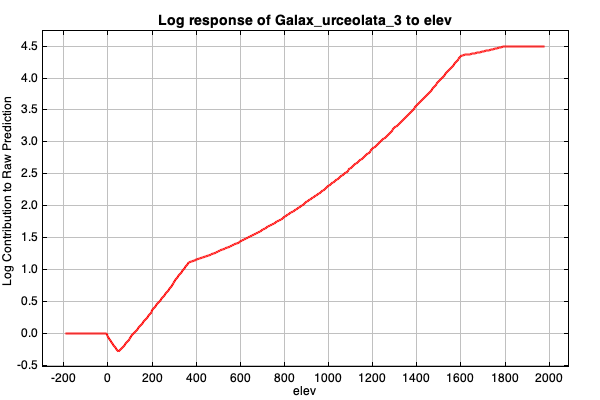 Log response of Galax_urceolata_3 to elev
Log Contribution to Raw Prediction
4.5
4.0
3.5
3.0
2.5
2.0
1.5
1.0
0.5
0.0
-0.5
-200 0 200 400 600 800 1000 1200 1400 1600 1800 2000
elev